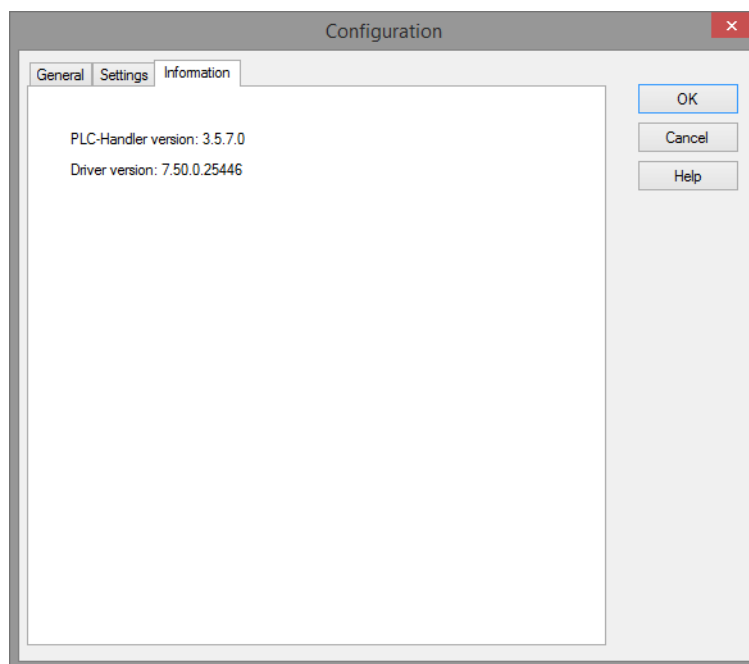 Configuration
General Settings Information
OK
PLC-Handler version: 3.5.7.0
Cancel
Driver version: 7.50.0.25446
Help